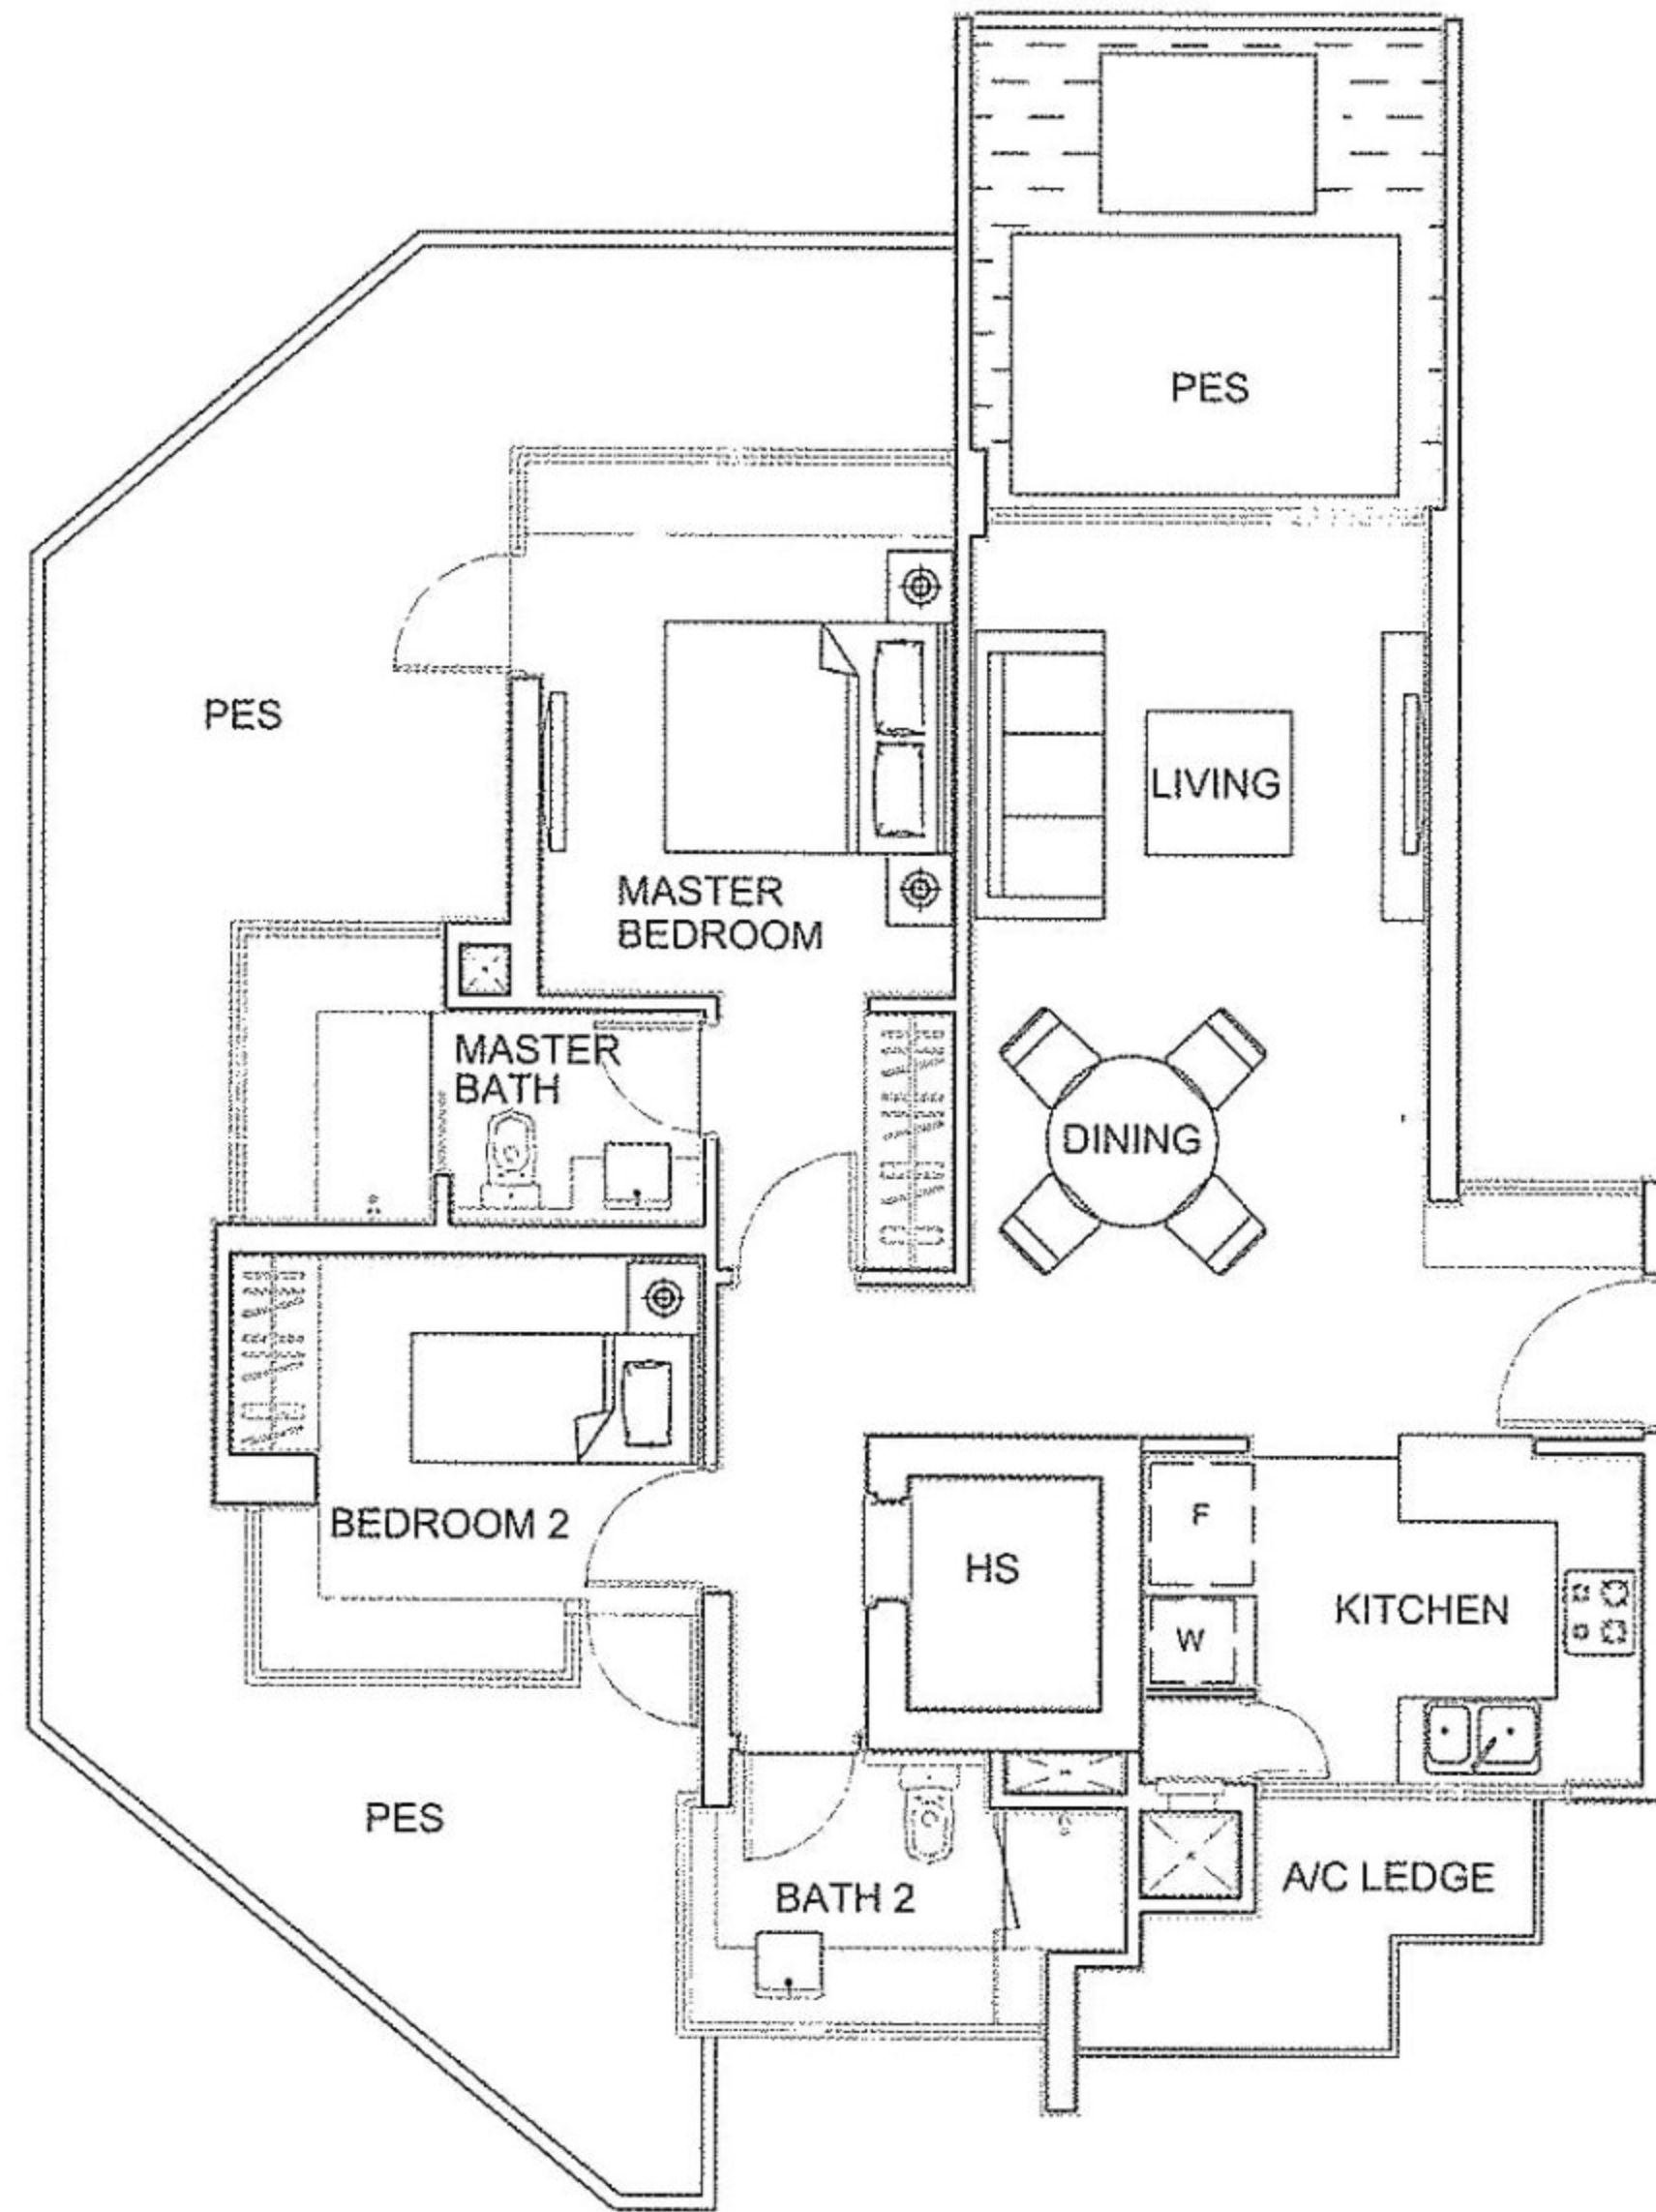 PES
PES
LIVING
MASTER
BEDROOM
MASTER
BATH
DINING
BEDROOM 2
F
HS
KITCHEN
W
PES
BATH 2
A/C LEDGE